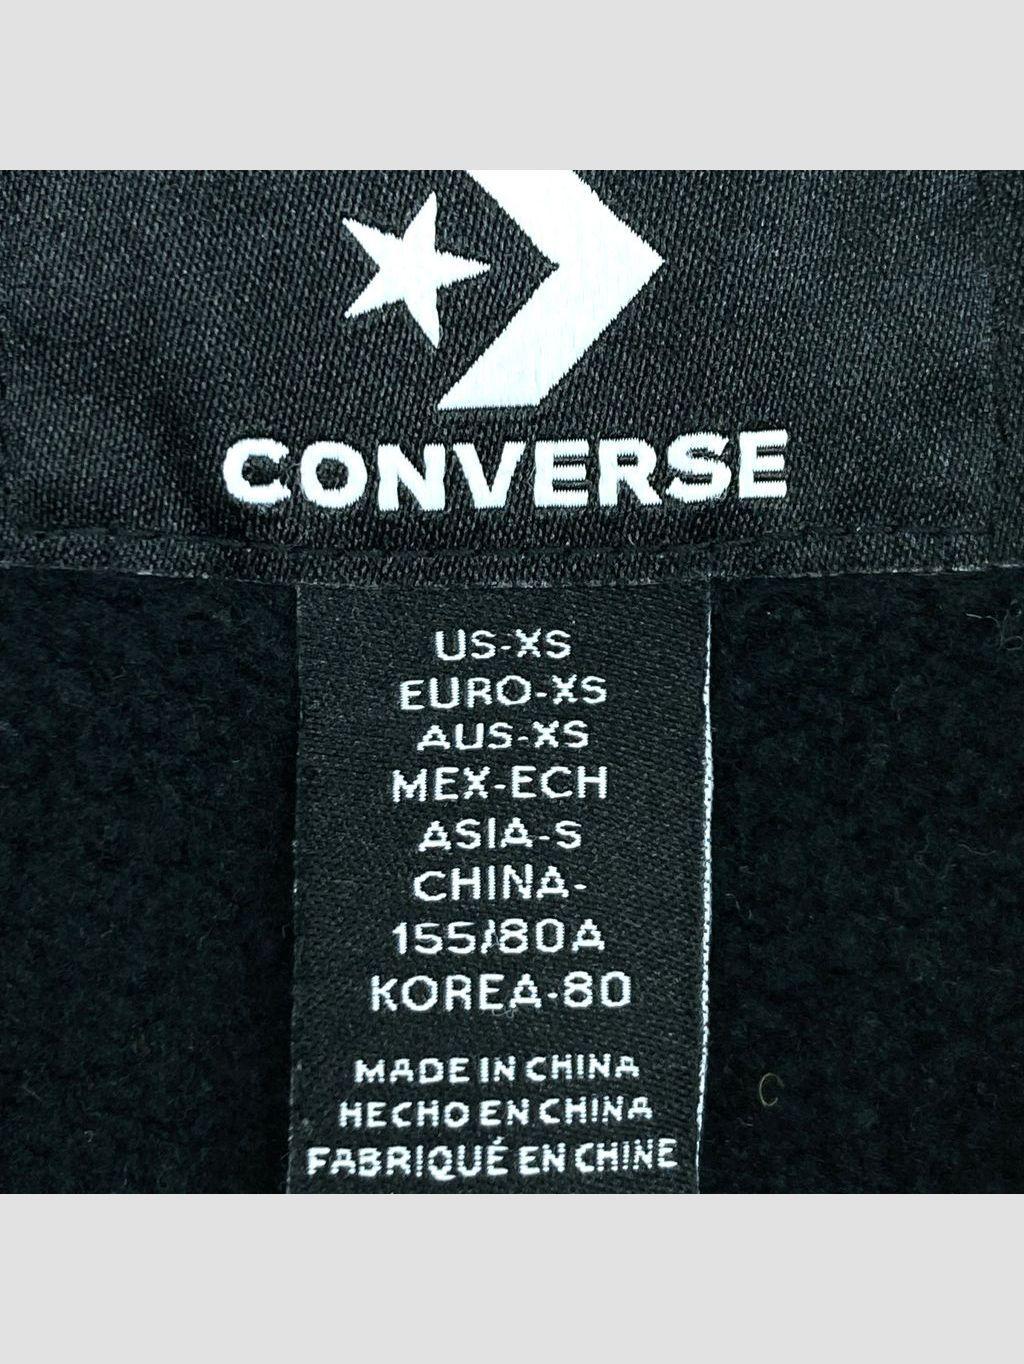 CONVERSE
US-XS
EURO-XS
AUS-XS
MEX-ECH
ASIA-S
CHINA-
155/80A
KOREA-80
MADE IN CHINA
HECHO EN CHINA
FABRIQUÉ EN CHINE